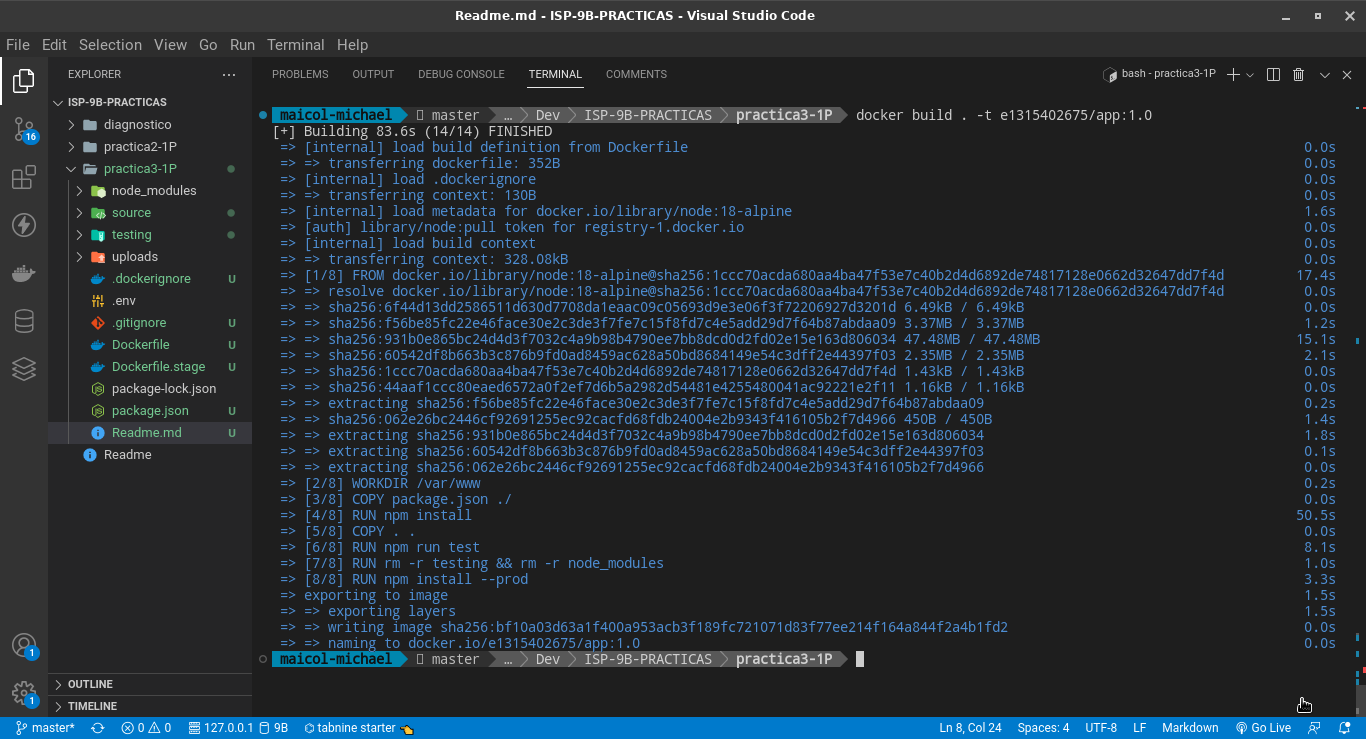 Readme.md - ISP-9B-PRACTICAS - Visual Studio Code
File Edit Selection View Go Run Terminal Help
EXPLORER
ISP-9B-PRACTICAS
diagnostico
practica2-1P
practica3-1P
node_modules
source
testing
uploads
.dockerignore U
.env
.gitignore U
Dockerfile U
Dockerfile.stage U
package-lock.json
package.json U
Readme.md U
Readme
OUTLINE
TIMELINE
16
1
1
PROBLEMS OUTPUT DEBUG CONSOLE TERMINAL COMMENTS
bash - practica3-1P
maicol-michael master … Dev ISP-9B-PRACTICAS practica3-1P docker build . -t e1315402675/app:1.0
[+] Building 83.6s (14/14) FINISHED
=> [internal] load build definition from Dockerfile 0.0s
=> => transferring dockerfile: 352B 0.0s
=> [internal] load .dockerignore 0.0s
=> => transferring context: 130B 0.0s
=> [internal] load metadata for docker.io/library/node:18-alpine 1.6s
=> [auth] library/node:pull token for registry-1.docker.io 0.0s
=> [internal] load build context 0.0s
=> => transferring context: 328.08kB 0.0s
=> [1/8] FROM docker.io/library/node:18-alpine@sha256:1ccc70acda680aa4ba47f53e7c40b2d4d6892de74817128e0662d32647dd7f4d 17.4s
=> => resolve docker.io/library/node:18-alpine@sha256:1ccc70acda680aa4ba47f53e7c40b2d4d6892de74817128e0662d32647dd7f4d 0.0s
=> => sha256:6f44d13dd2586511d630d7708da1eaac09c05693d9e3e06f3f72206927d3201d 6.49kB / 6.49kB 0.0s
=> => sha256:f56be85fc22e46face30e2c3de3f7fe7c15f8fd7c4e5add29d7f64b87abdaa09 3.37MB / 3.37MB 1.2s
=> => sha256:931b0e865bc24d4d3f7032c4a9b98b4790ee7bb8dcd0d2fd02e15e163d806034 47.48MB / 47.48MB 15.1s
=> => sha256:60542df8b663b3c876b9fd0ad8459ac628a50bd8684149e54c3dff2e44397f03 2.35MB / 2.35MB 2.1s
=> => sha256:1ccc70acda680aa4ba47f53e7c40b2d4d6892de74817128e0662d32647dd7f4d 1.43kB / 1.43kB 0.0s
=> => sha256:44aaf1ccc80eaed6572a0f2ef7d6b5a2982d54481e4255480041ac92221e2f11 1.16kB / 1.16kB 0.0s
=> => extracting sha256:f56be85fc22e46face30e2c3de3f7fe7c15f8fd7c4e5add29d7f64b87abdaa09 0.2s
=> => sha256:062e26bc2446cf92691255ec92cacfd68fdb24004e2b9343f416105b2f7d4966 450B / 450B 1.4s
=> => extracting sha256:931b0e865bc24d4d3f7032c4a9b98b4790ee7bb8dcd0d2fd02e15e163d806034 1.8s
=> => extracting sha256:60542df8b663b3c876b9fd0ad8459ac628a50bd8684149e54c3dff2e44397f03 0.1s
=> => extracting sha256:062e26bc2446cf92691255ec92cacfd68fdb24004e2b9343f416105b2f7d4966 0.0s
=> [2/8] WORKDIR /var/www 0.2s
=> [3/8] COPY package.json ./ 0.0s
=> [4/8] RUN npm install 50.5s
=> [5/8] COPY . . 0.0s
=> [6/8] RUN npm run test 8.1s
=> [7/8] RUN rm -r testing && rm -r node_modules 1.0s
=> [8/8] RUN npm install --prod 3.3s
=> exporting to image 1.5s
=> => exporting layers 1.5s
=> => writing image sha256:bf10a03d63a1f400a953acb3f189fc721071d83f77ee214f164a844f2a4b1fd2 0.0s
=> => naming to docker.io/e1315402675/app:1.0 0.0s
maicol-michael master … Dev ISP-9B-PRACTICAS practica3-1P
master* 0 0 127.0.0.1 9B tabnine starter Ln 8, Col 24 Spaces: 4 UTF-8 LF Markdown Go Live